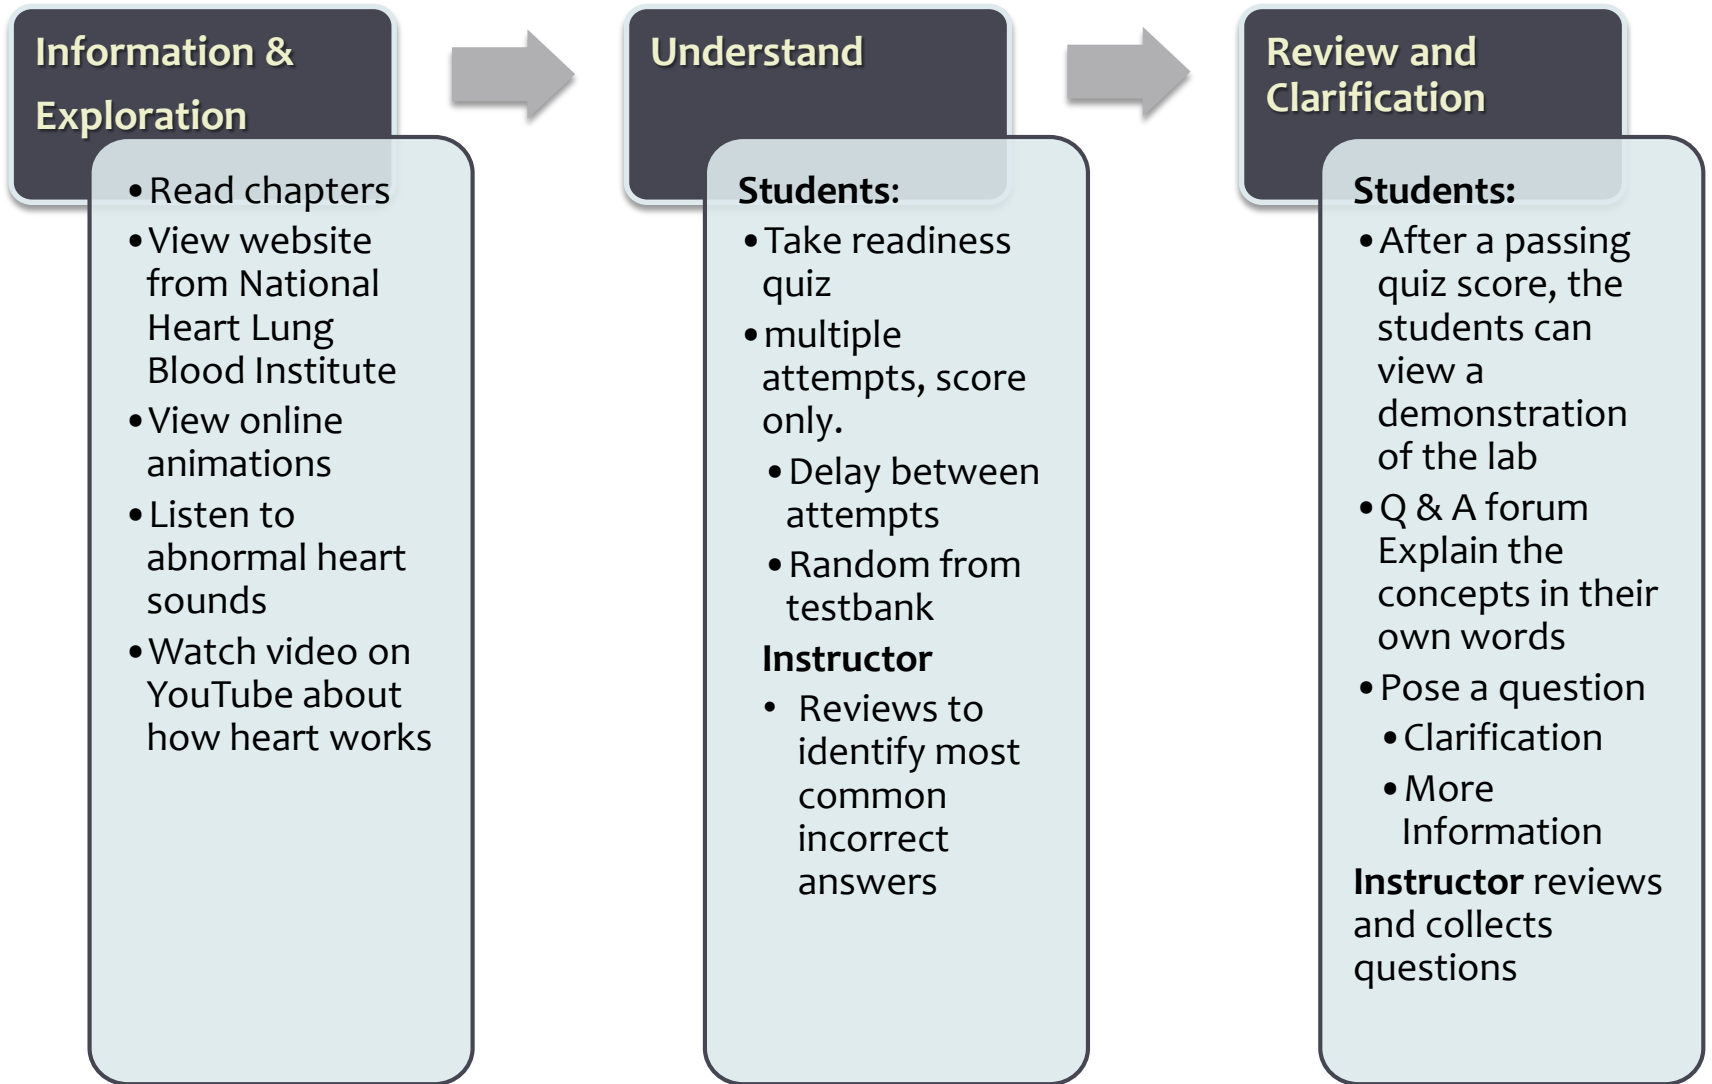 Information &
Exploration
•Read chapters
•View website
from National
Heart Lung
Blood Institute
•View online
animations
•Listen to
abnormal heart
sounds
•Watch video on
YouTube about
how heart works
Understand
Students:
•Take readiness
quiz
•multiple
attempts, score
only.
•Delay between
attempts
•Random from
testbank
Instructor
• Reviews to
identify most
common
incorrect
answers
Review and
Clarification
Students:
•After a passing
quiz score, the
students can
view a
demonstration
of the lab
•Q & A forum
Explain the
concepts in their
own words
•Pose a question
•Clarification
•More
Information
Instructor reviews
and collects
questions